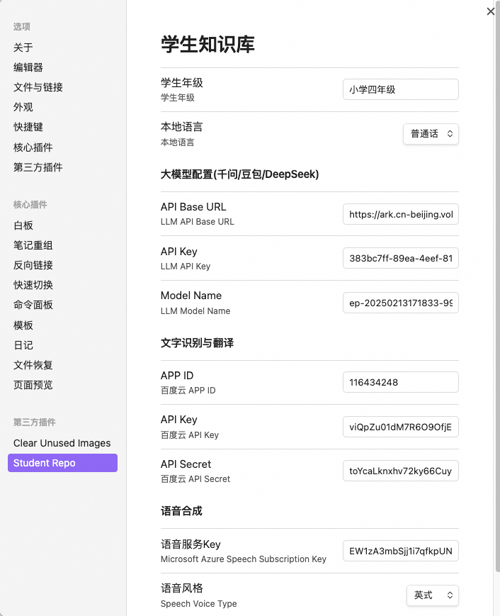 选项
关于
编辑器
文件与链接
外观
快捷键
核心插件
第三方插件
核心插件
白板
笔记重组
反向链接
快速切换
命令面板
模板
日记
文件恢复
页面预览
第三方插件
Clear Unused Images
Student Repo
学生知识库
学生年级
学生年级
小学四年级
本地语言
本地语言
普通话
大模型配置(千问/豆包/DeepSeek)
API Base URL
LLM API Base URL
https://ark.cn-beijing.vol
API Key
LLM API Key
383bc7ff-89ea-4eef-81
Model Name
LLM Model Name
ep-20250213171833-99
文字识别与翻译
APP ID
百度云 APP ID
116434248
API Key
百度云 API Key
viQpZu01dM7R6O9OfjE
API Secret
百度云 API Secret
toYcaLknxhv72ky66Cuy
语音合成
语音服务Key
Microsoft Azure Speech Subscription Key
EW1zA3mbSjj1i7qfkpUN
语音风格
Speech Voice Type
英式